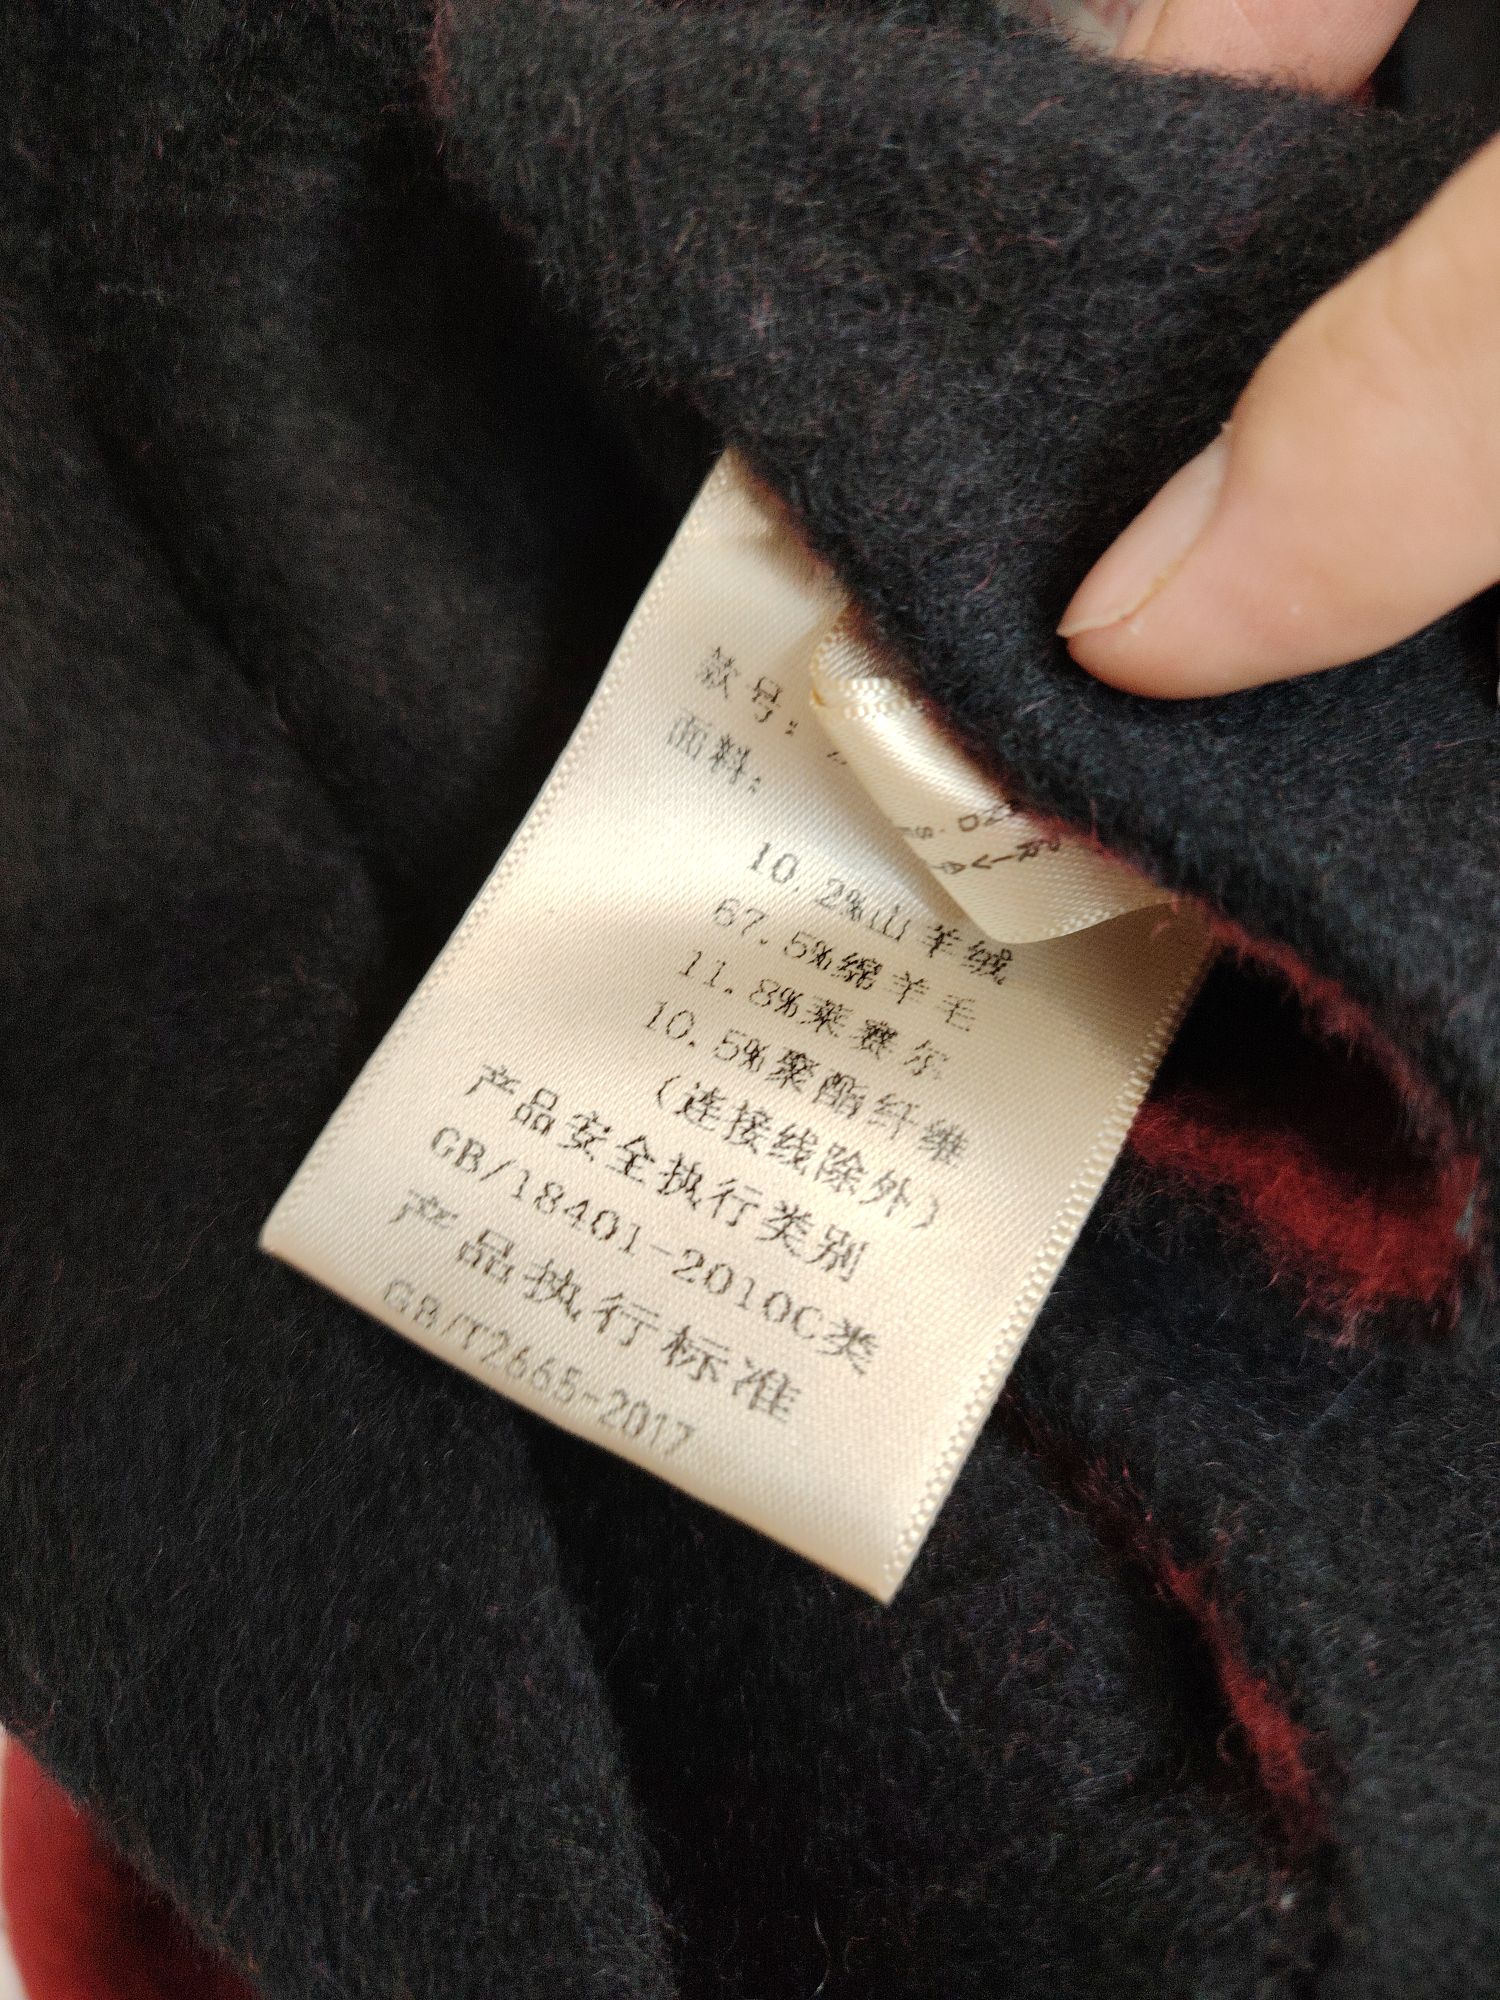 款号:
面料:
10.2%山羊绒
67.5%绵羊毛
11.8%莱赛尔
10.5%聚酯纤维
(连接线除外)
产品安全执行类别
GB/18401-2010C类
产品执行标准
GB/T2665-2017